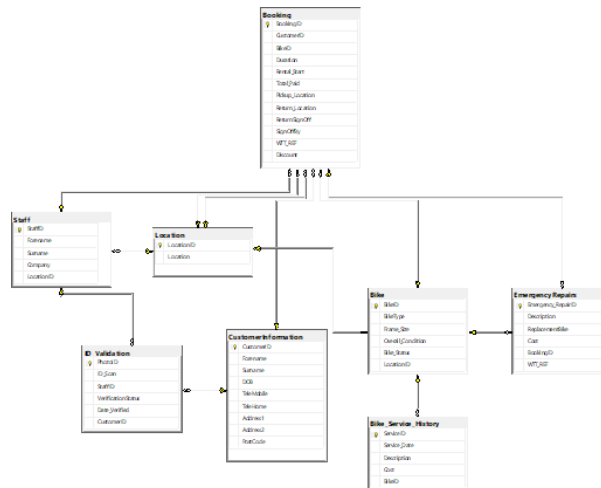 Booking
BookingID
CustomerID
BikeID
Duration
Rental_Start
Total_Paid
Pickup_Location
Return_Location
ReturnSignOff
SignOffBy
WTT_REF
Discount
Staff
StaffID
Forename
Surname
Company
LocationID
Location
LocationID
Location
Bike
BikeID
BikeType
Frame_Size
Overall_Condition
Bike_Status
LocationID
Emergency Repairs
Emergency_RepairID
Description
ReplacementBike
Cost
BookingID
WTT_REF
ID_Validation
PhotoID
ID_Scan
StaffID
VerificationStatus
Date_Verified
CustomerID
CustomerInformation
CustomerID
Forename
Surname
DOB
TeleMobile
TeleHome
Address1
Address2
PostCode
Bike_Service_History
ServiceID
Service_Date
Description
Cost
BikeID